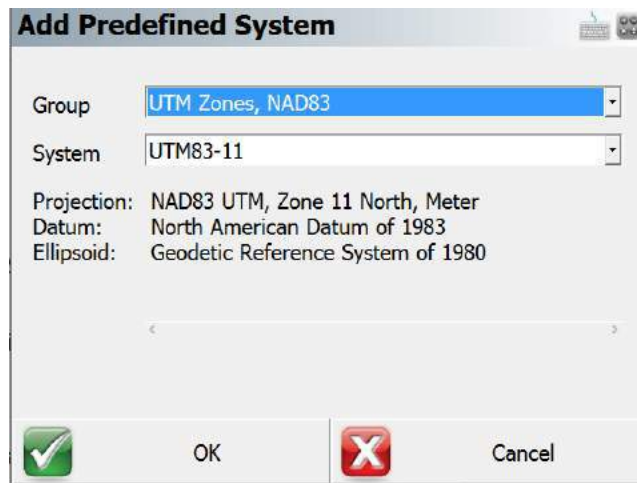 Add Predefined System
Group UTM Zones, NAD83
System UTM83-11
Projection: NAD83 UTM, Zone 11 North, Meter
Datum: North American Datum of 1983
Ellipsoid: Geodetic Reference System of 1980
OK Cancel